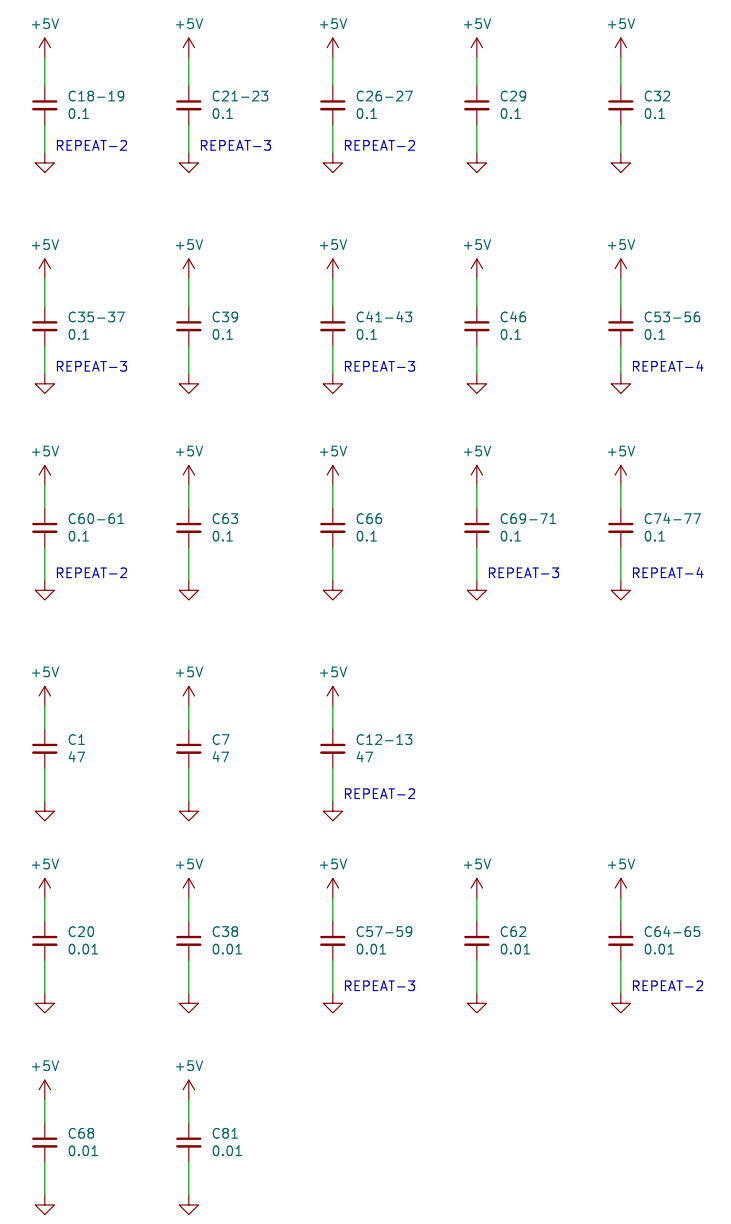 +5V
C18-19
0.1
REPEAT-2
+5V
C21-23
0.1
REPEAT-3
+5V
C26-27
0.1
REPEAT-2
+5V
C29
0.1
+5V
C32
0.1
+5V
C35-37
0.1
REPEAT-3
+5V
C39
0.1
+5V
C41-43
0.1
REPEAT-3
+5V
C46
0.1
+5V
C53-56
0.1
REPEAT-4
+5V
C60-61
0.1
REPEAT-2
+5V
C63
0.1
+5V
C66
0.1
+5V
C69-71
0.1
REPEAT-3
+5V
C74-77
0.1
REPEAT-4
+5V
C1
47
+5V
C7
47
+5V
C12-13
47
REPEAT-2
+5V
C20
0.01
+5V
C38
0.01
+5V
C57-59
0.01
REPEAT-3
+5V
C62
0.01
+5V
C64-65
0.01
REPEAT-2
+5V
C68
0.01
+5V
C81
0.01